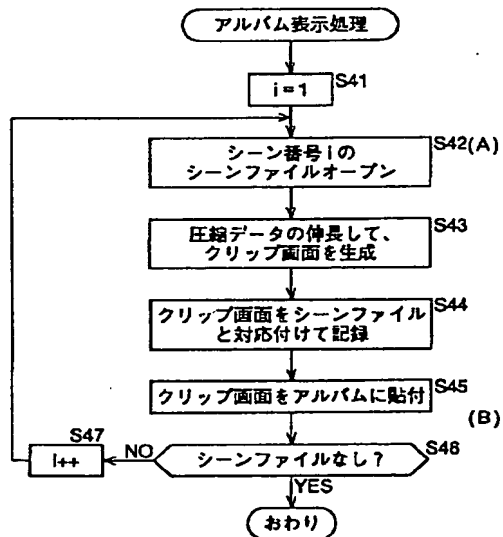 アルバム表示処理
i=1
S41
シーン番号iの
シーンファイルオープン
S42(A)
圧縮データの伸長して、
クリップ画面を生成
S43
クリップ画面をシーンファイル
と対応付けて記録
S44
クリップ画面をアルバムに貼付
S45
(B)
シーンファイルなし?
S46
NO
S47
i++
YES
おわり